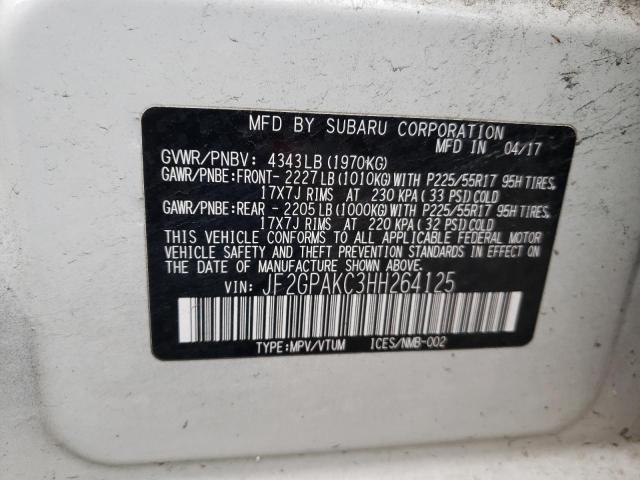 MFD BY SUBARU CORPORATION
MFD IN 04/17
GVWR/PNBV: 4343LB(1970KG)
GAWR/PNBE:FRONT- 2227LB(1010KG)WITH P225/55R17 95H TIRES,
17X7J RIMS AT 230 KPA(33 PSI)COLD
GAWR/PNBE:REAR - 2205LB(1000KG)WITH P225/55R17 95H TIRES,
17X7J RIMS AT 220 KPA(32 PSI)COLD
THIS VEHICLE CONFORMS TO ALL APPLICABLE FEDERAL MOTOR
VEHICLE SAFETY AND THEFT PREVENTION STANDARDS IN EFFECT
ON THE DATE OF MANUFACTURE SHOWN ABOVE.
VIN: JF2GPAKC3HH264125
TYPE:MPV/VTUM ICES/NMB-002